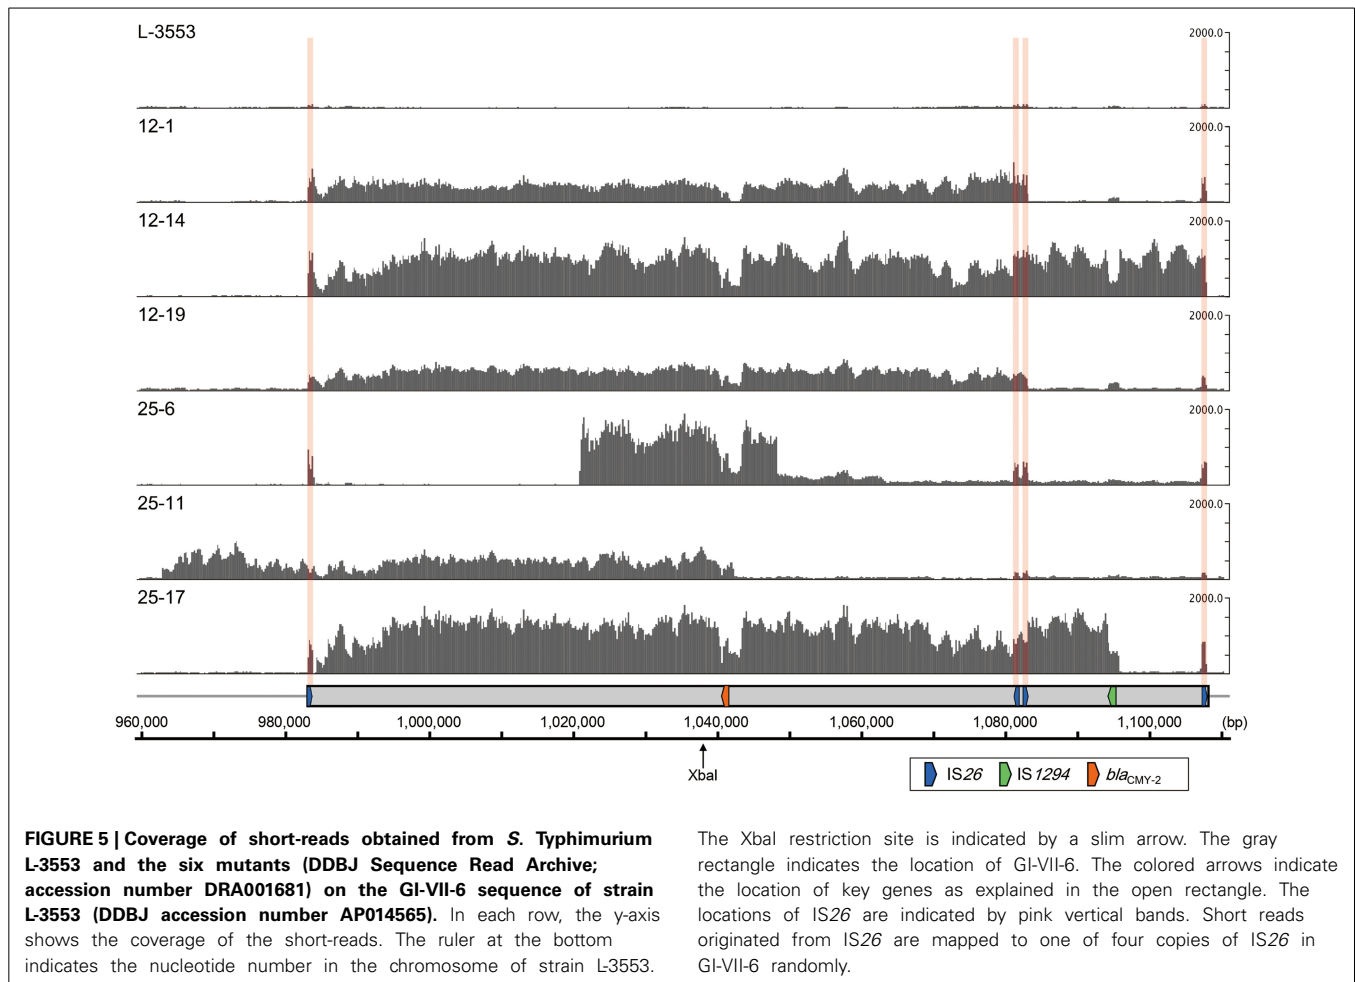 L-3553
2000.0
12-1
2000.0
12-14
2000.0
12-19
2000.0
25-6
2000.0
25-11
2000.0
25-17
2000.0
960,000 980,000 1,000,000 1,020,000 1,040,000 1,060,000 1,080,000 1,100,000 (bp)
XbaI
IS26 IS1294 blaCMY-2
FIGURE 5 | Coverage of short-reads obtained from S. Typhimurium
L-3553 and the six mutants (DDBJ Sequence Read Archive;
accession number DRA001681) on the GI-VII-6 sequence of strain
L-3553 (DDBJ accession number AP014565). In each row, the y-axis
shows the coverage of the short-reads. The ruler at the bottom
indicates the nucleotide number in the chromosome of strain L-3553.
The XbaI restriction site is indicated by a slim arrow. The gray
rectangle indicates the location of GI-VII-6. The colored arrows indicate
the location of key genes as explained in the open rectangle. The
locations of IS26 are indicated by pink vertical bands. Short reads
originated from IS26 are mapped to one of four copies of IS26 in
GI-VII-6 randomly.